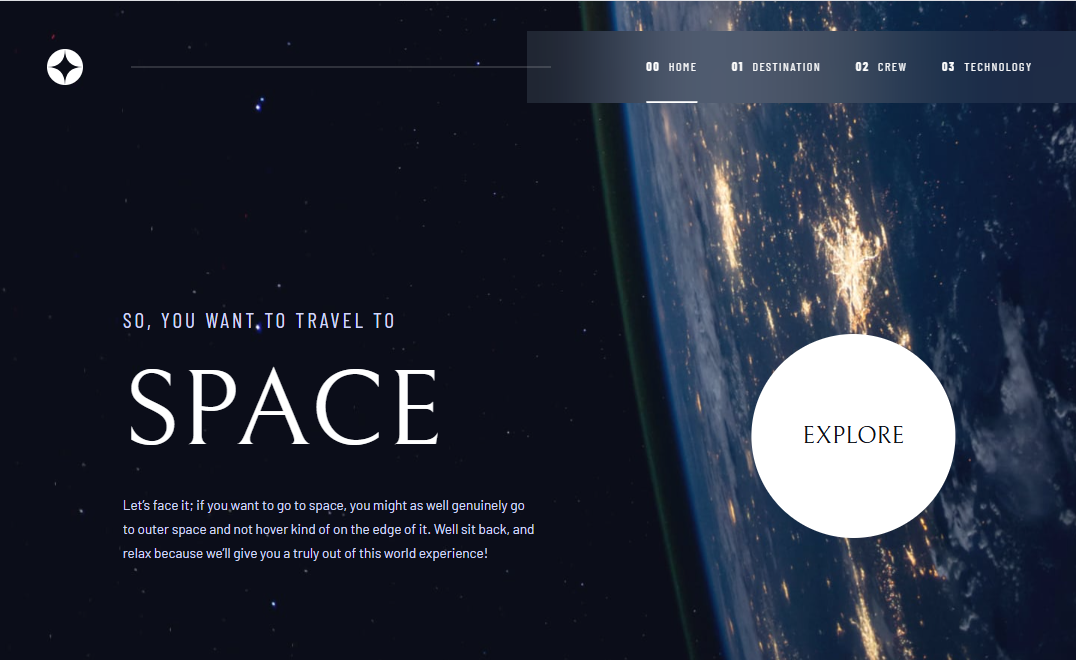 00 HOME 01 DESTINATION 02 CREW 03 TECHNOLOGY
SO, YOU WANT TO TRAVEL TO
SPACE
Let’s face it; if you want to go to space, you might as well genuinely go
to outer space and not hover kind of on the edge of it. Well sit back, and
relax because we’ll give you a truly out of this world experience!
EXPLORE